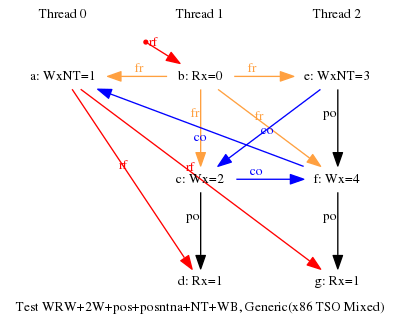 Thread 0 Thread 1 Thread 2
rf
a: WxNT=1 fr b: Rx=0 fr e: WxNT=3
fr fr po
co co
rf rf c: Wx=2 co f: Wx=4
po po
d: Rx=1 g: Rx=1
Test WRW+2W+pos+posntna+NT+WB, Generic(x86 TSO Mixed)